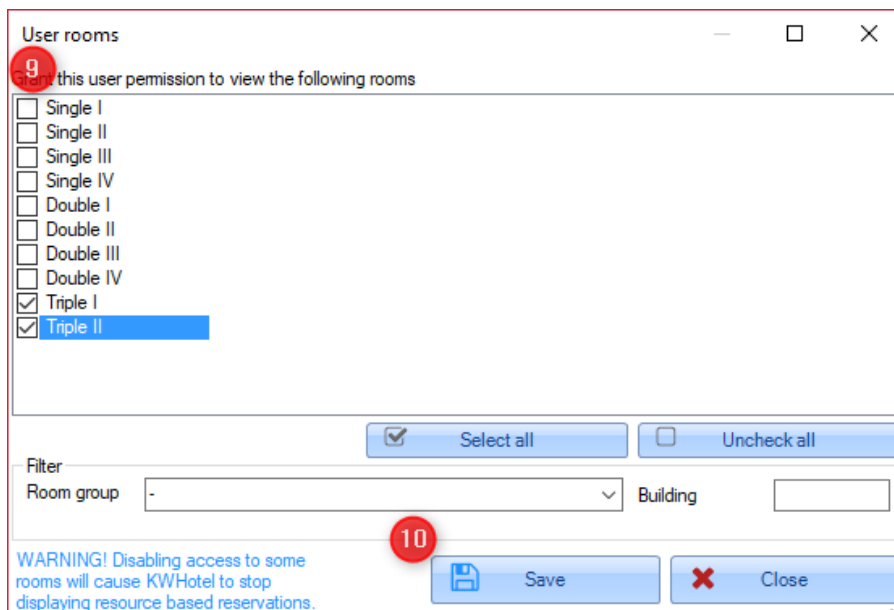 User rooms
9
Grant this user permission to view the following rooms
Single I
Single II
Single III
Single IV
Double I
Double II
Double III
Double IV
Triple I
Triple II
Select all
Uncheck all
Filter
Room group
-
Building
10
WARNING! Disabling access to some
rooms will cause KWHotel to stop
displaying resource based reservations.
Save
Close